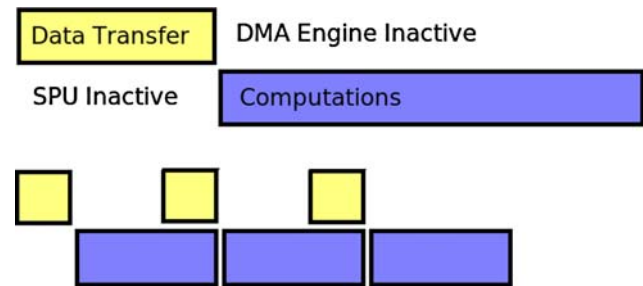 Data Transfer DMA Engine Inactive
SPU Inactive Computations